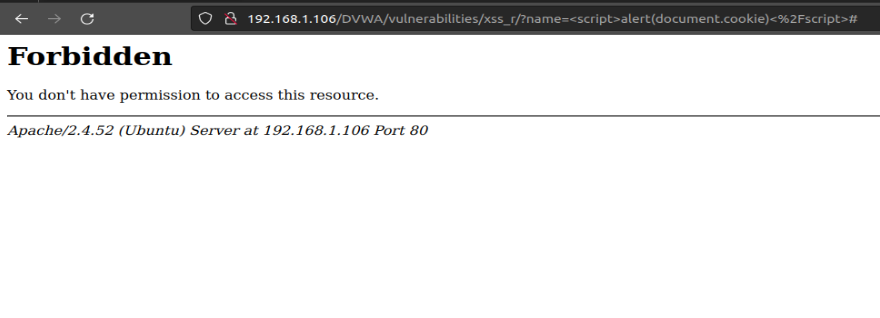 192.168.1.106/DVWA/vulnerabilities/xss_r/?name=<script>alert(document.cookie)<%2Fscript>#
Forbidden
You don't have permission to access this resource.
Apache/2.4.52 (Ubuntu) Server at 192.168.1.106 Port 80